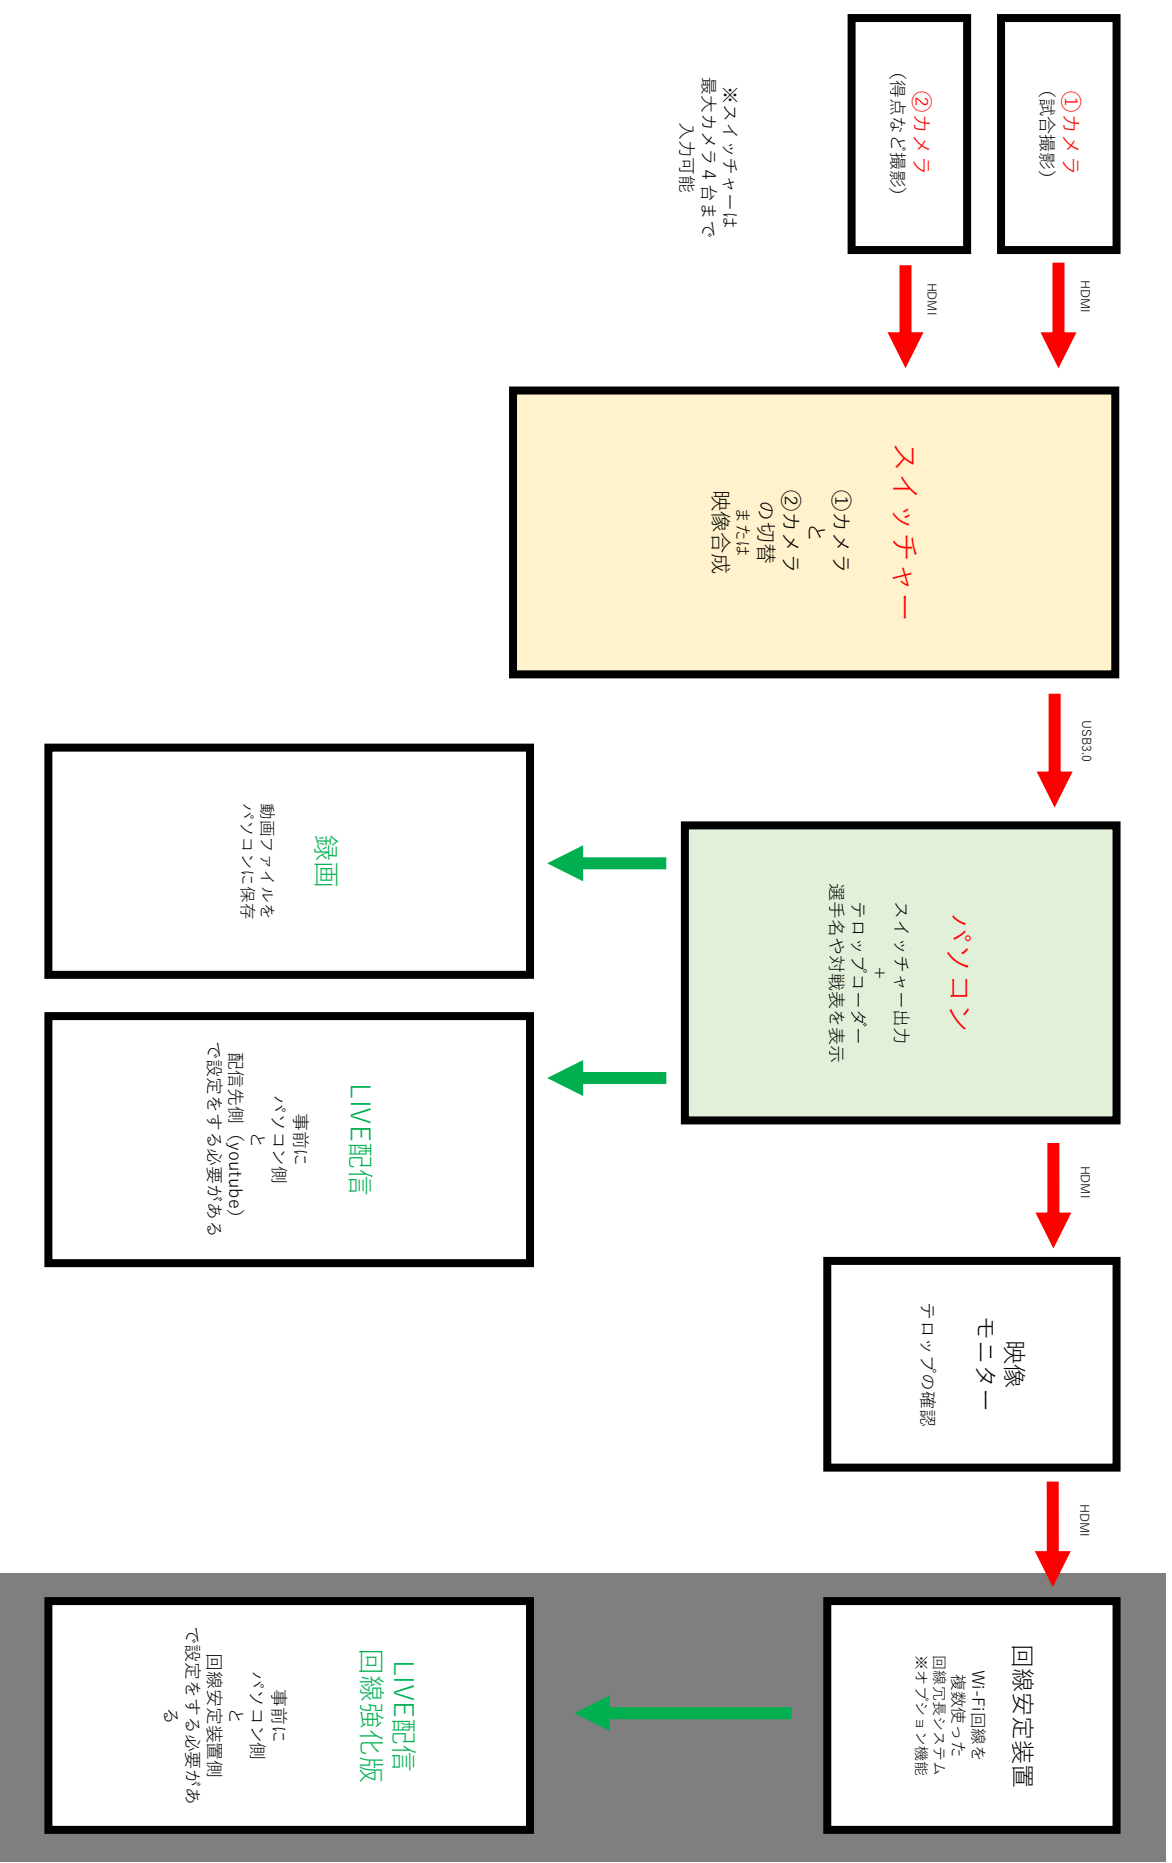 ①カメラ
（試合撮影）
②カメラ
（得点など撮影）
※スイッチャーは
最大カメラ４台まで
入力可能
HDMI
HDMI
スイッチャー
①カメラ
と
②カメラ
の切替
または
映像合成
USB3.0
パソコン
スイッチャー出力
+
テロップコーダー
選手名や対戦表を表示
録画
動画ファイルを
パソコンに保存
LIVE配信
事前に
パソコン側
と
配信先側（youtube）
で設定をする必要がある
HDMI
映像
モニター
テロップの確認
HDMI
回線安定装置
Wi-Fi回線を
複数使った
回線冗長システム
※オプション機能
LIVE配信
回線強化版
事前に
パソコン側
と
回線安定装置側
で設定をする必要があ
る